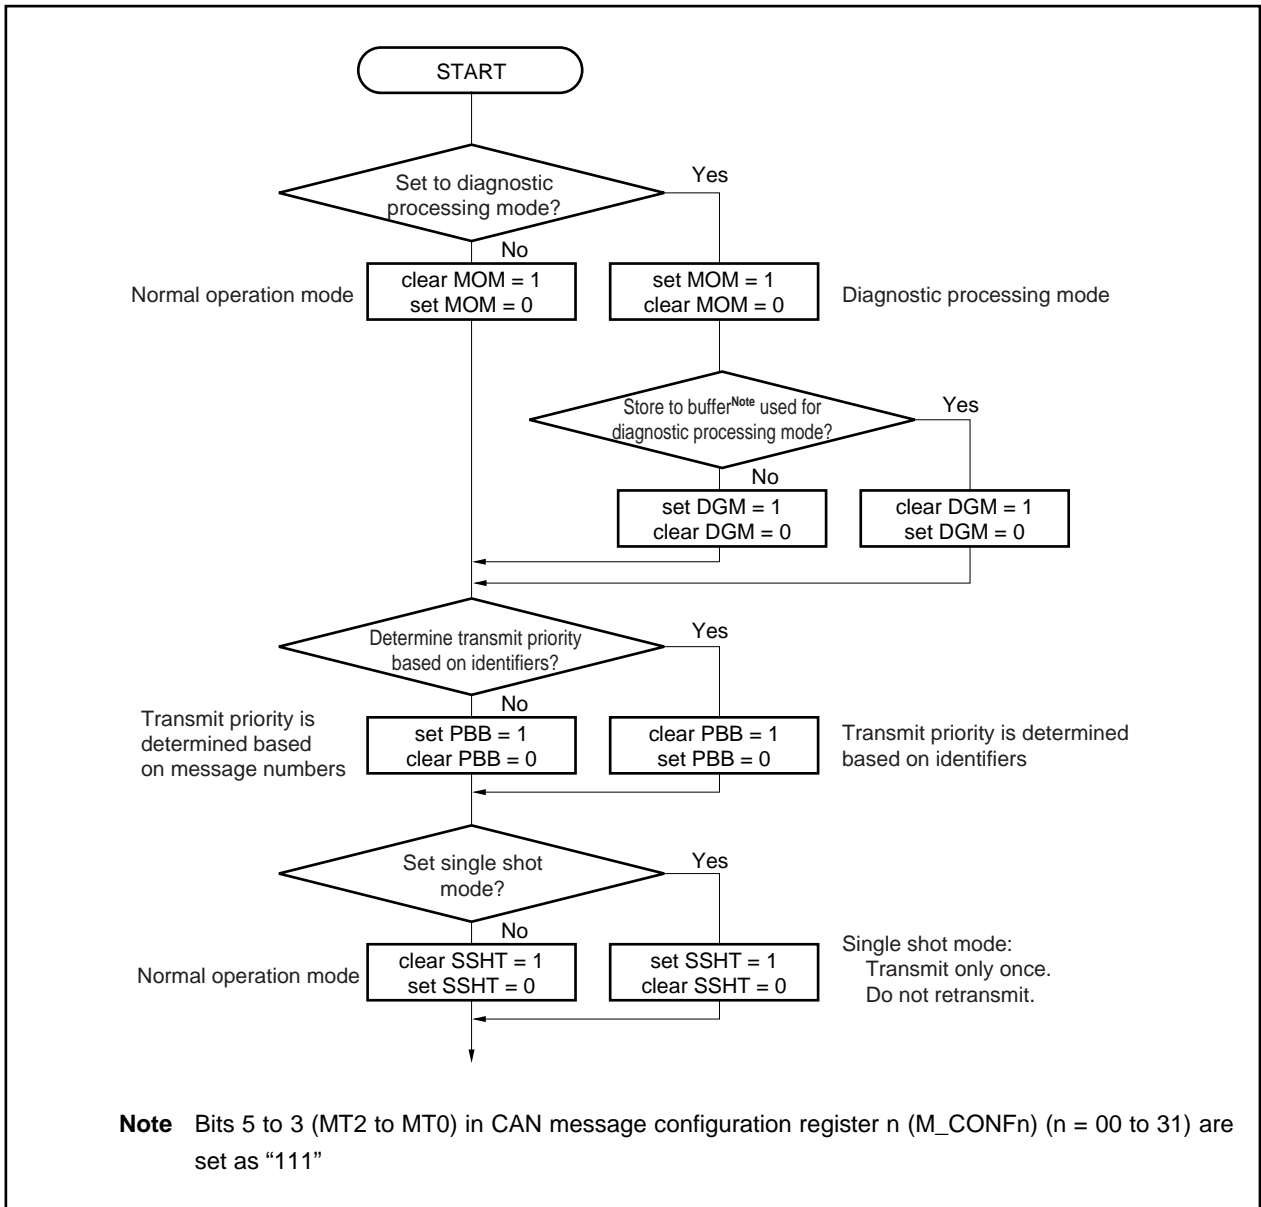 START
Set to diagnostic
processing mode?
Yes
No
Normal operation mode
clear MOM = 1
set MOM = 0
set MOM = 1
clear MOM = 0
Diagnostic processing mode
Store to buffer Note used for
diagnostic processing mode?
Yes
No
set DGM = 1
clear DGM = 0
clear DGM = 1
set DGM = 0
Determine transmit priority
based on identifiers?
Yes
No
Transmit priority is
determined based
on message numbers
set PBB = 1
clear PBB = 0
clear PBB = 1
set PBB = 0
Transmit priority is determined
based on identifiers
Set single shot
mode?
Yes
No
Normal operation mode
clear SSHT = 1
set SSHT = 0
set SSHT = 1
clear SSHT = 0
Single shot mode:
Transmit only once.
Do not retransmit.
Note Bits 5 to 3 (MT2 to MT0) in CAN message configuration register n (M_CONFn) (n = 00 to 31) are
set as “111”